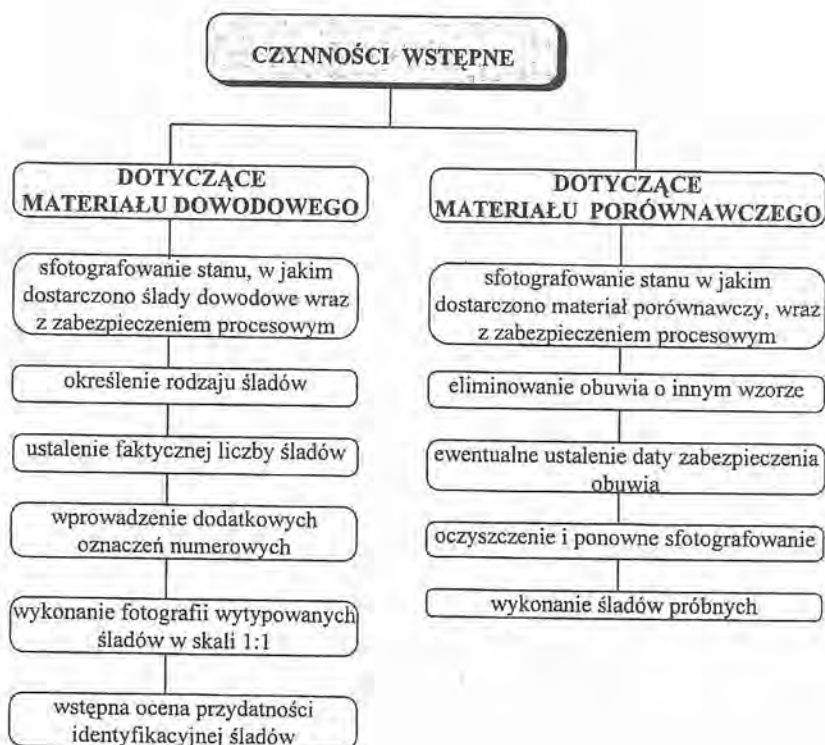 CZYNNOŚCI WSTĘPNE
DOTYCZĄCE
MATERIAŁU DOWODOWEGO
sfotografowanie stanu, w jakim
dostarczono ślady dowodowe wraz
z zabezpieczeniem procesowym
określenie rodzaju śladów
ustalenie faktycznej liczby śladów
wprowadzenie dodatkowych
oznaczeń numerowych
wykonanie fotografii wytypowanych
śladów w skali 1:1
wstępna ocena przydatności
identyfikacyjnej śladów
DOTYCZĄCE
MATERIAŁU PORÓWNAWCZEGO
sfotografowanie stanu w jakim
dostarczono materiał porównawczy, wraz
z zabezpieczeniem procesowym
eliminowanie obuwia o innym wzorze
ewentualne ustalenie daty zabezpieczenia
obuwia
oczyszczenie i ponowne sfotografowanie
wykonanie śladów próbnych